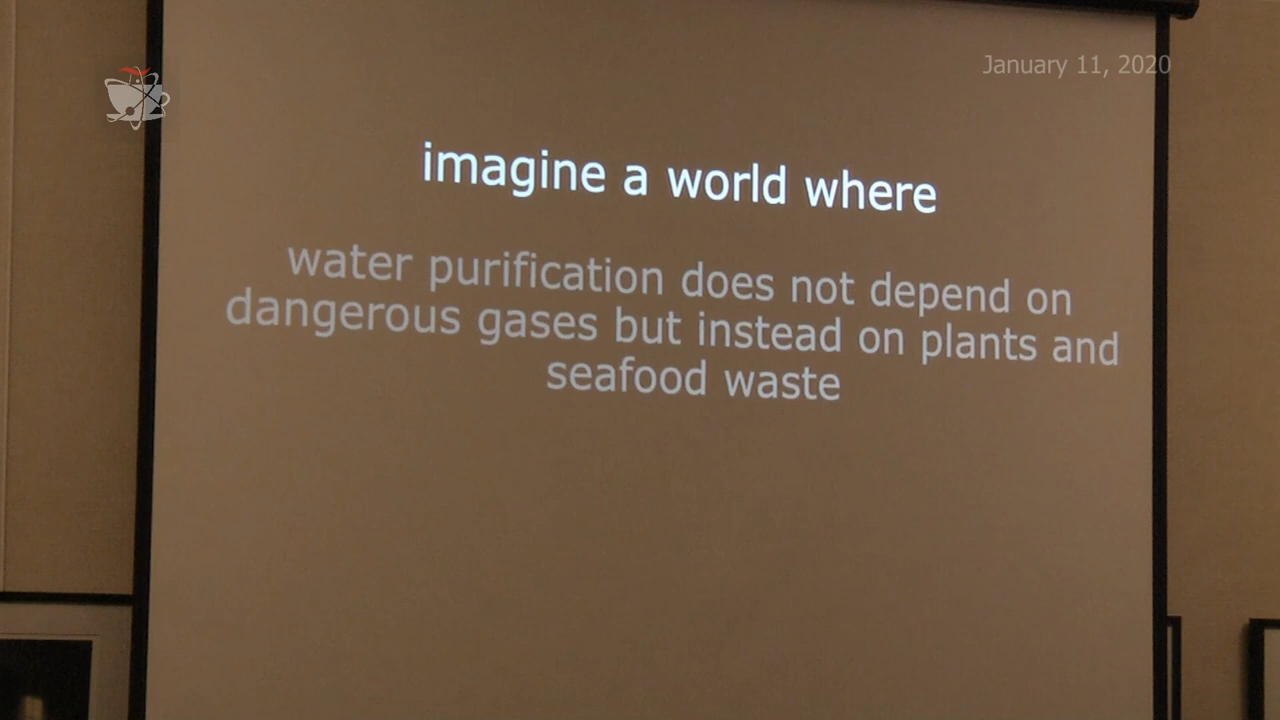 January 11, 2020
imagine a world where
water purification does not depend on
dangerous gases but instead on plants and
seafood waste